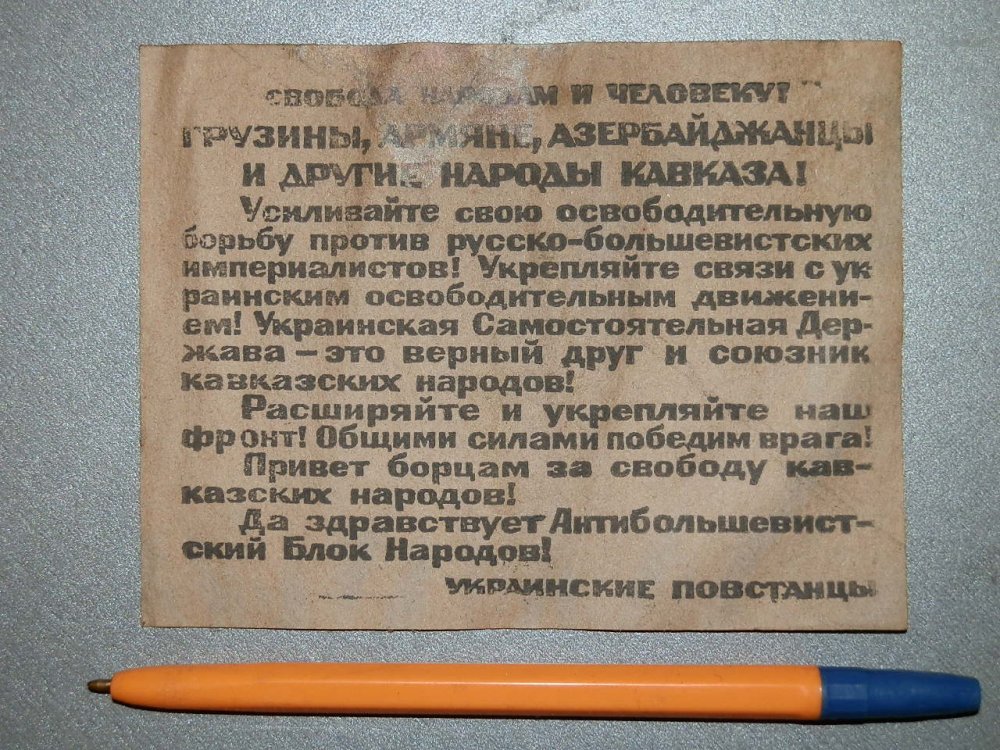 СВОБОДА НАРОДАМ И ЧЕЛОВЕКУ!
ГРУЗИНЫ, АРМЯНЕ, АЗЕРБАЙДЖАНЦЫ
И ДРУГИЕ НАРОДЫ КАВКАЗА!
Усиливайте свою освободительную
борьбу против русско-большевистских
империалистов! Укрепляйте связи с ук
раинским освободительным движени-
ем! Украинская Самостоятельная Дер-
жава – это верный друг и союзник
кавказских народов!
Расширяйте и укрепляйте наш
фронт! Общими силами победим врага!
Привет борцам за свободу кав-
казских народов!
Да здравствует Антибольшевист-
ский Блок Народов!
УКРАИНСКИЕ ПОВСТАНЦЫ